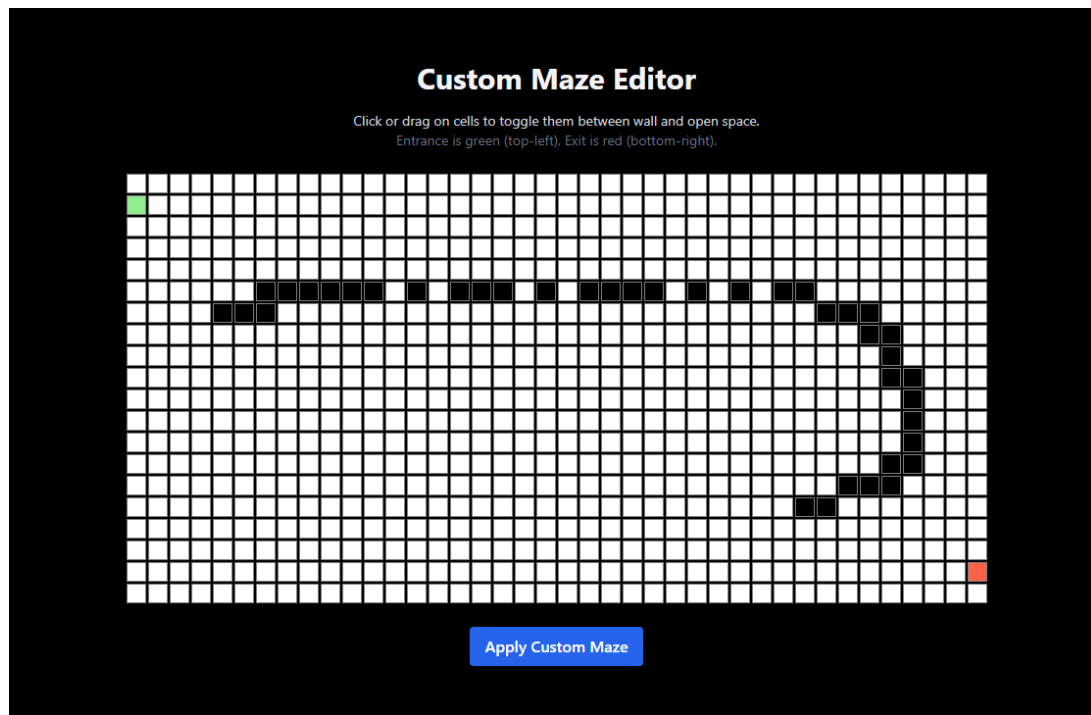 Custom Maze Editor
Click or drag on cells to toggle them between wall and open space.
Entrance is green (top-left), Exit is red (bottom-right).
Apply Custom Maze